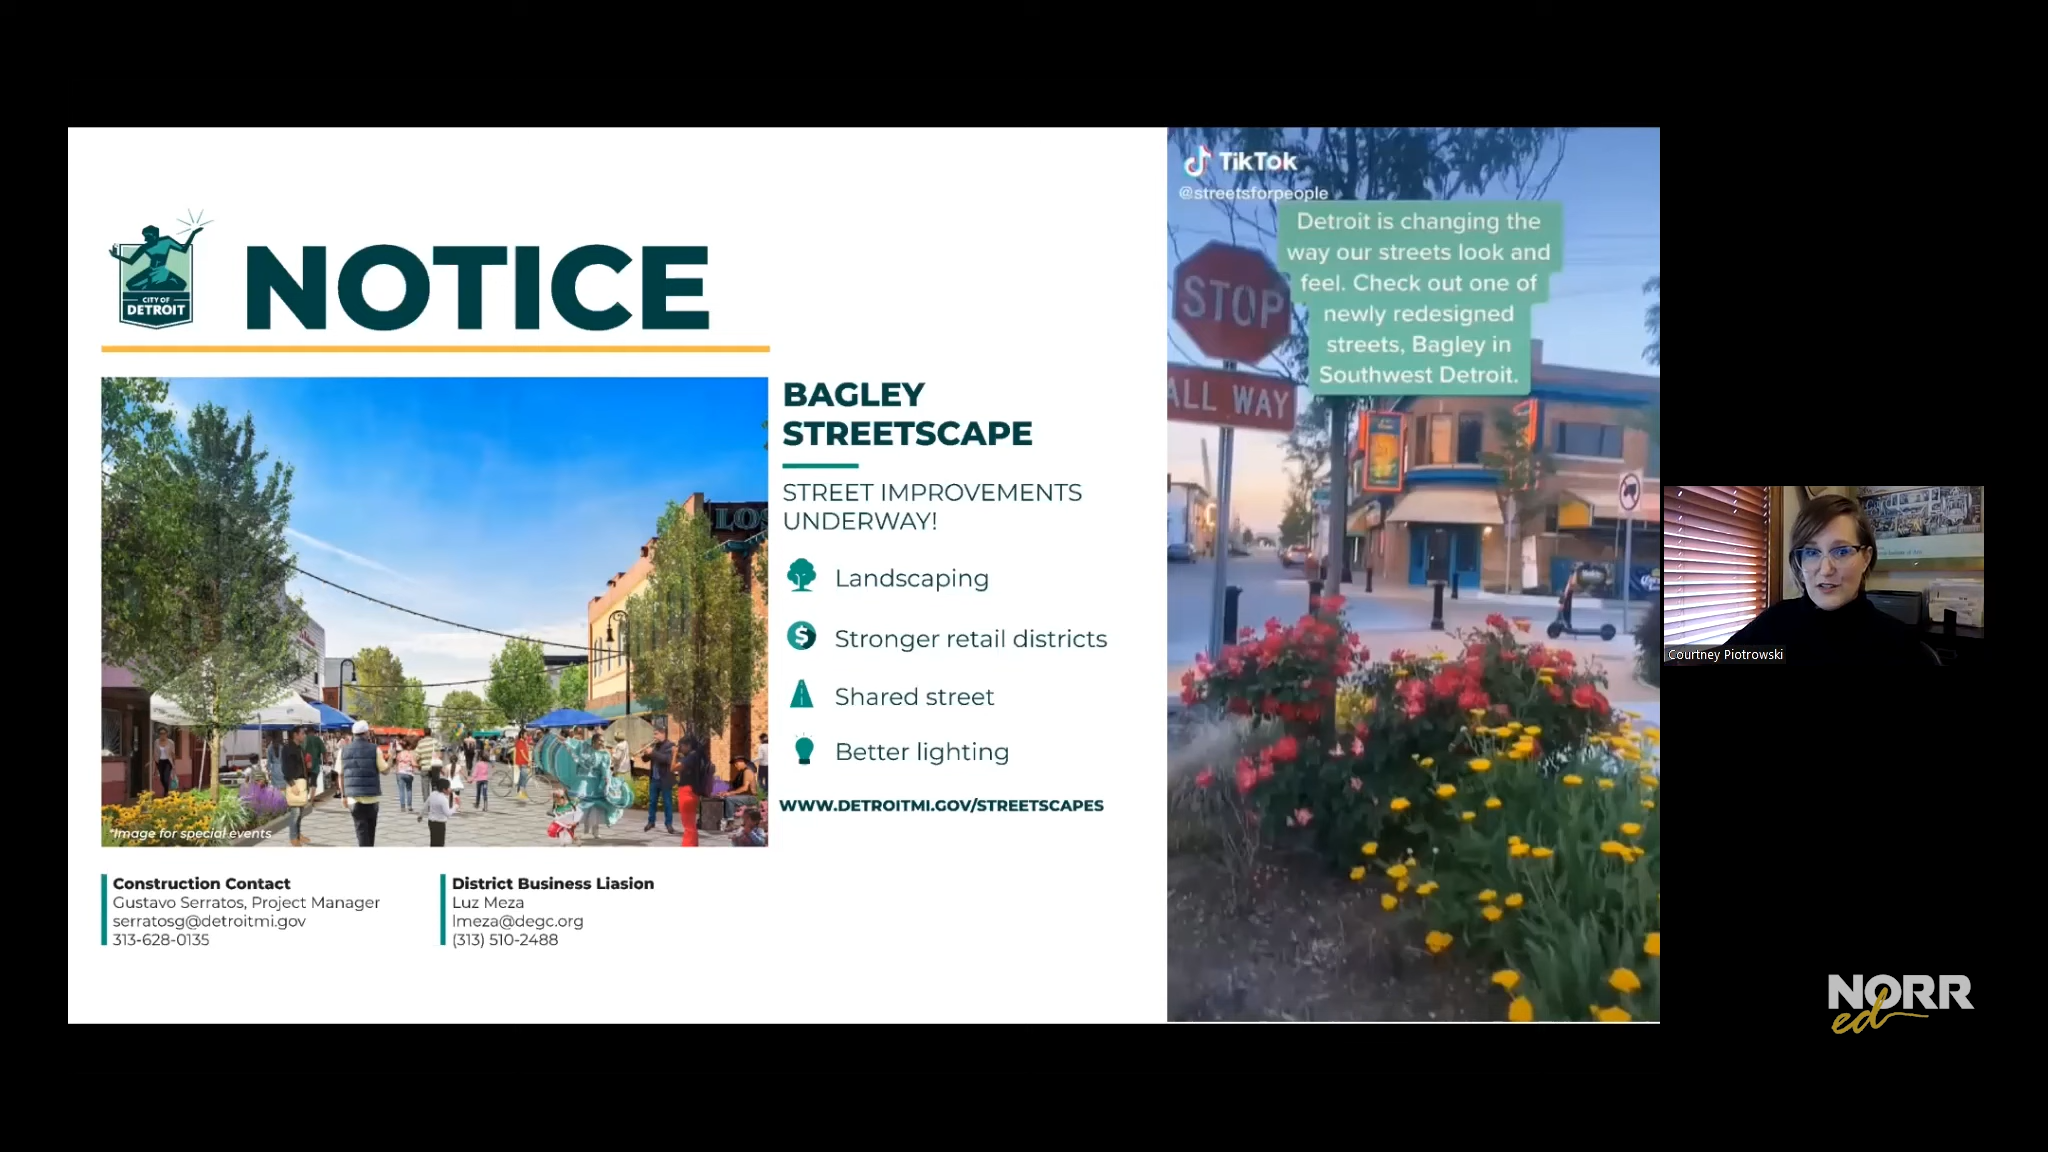 CITY OF
DETROIT
NOTICE
LOS
*Image for special events
BAGLEY
STREETSCAPE
STREET IMPROVEMENTS
UNDERWAY!
Landscaping
Stronger retail districts
Shared street
Better lighting
WWW.DETROITMI.GOV/STREETSCAPES
Construction Contact
Gustavo Serratos, Project Manager
serratosg@detroitmi.gov
313-628-0135
District Business Liasion
Luz Meza
lmeza@degc.org
(313) 510-2488
TikTok
@streetsforpeople
Detroit is changing the
way our streets look and
feel. Check out one of
newly redesigned
streets, Bagley in
Southwest Detroit.
STOP
ALL WAY
Courtney Piotrowski
NORR
ed